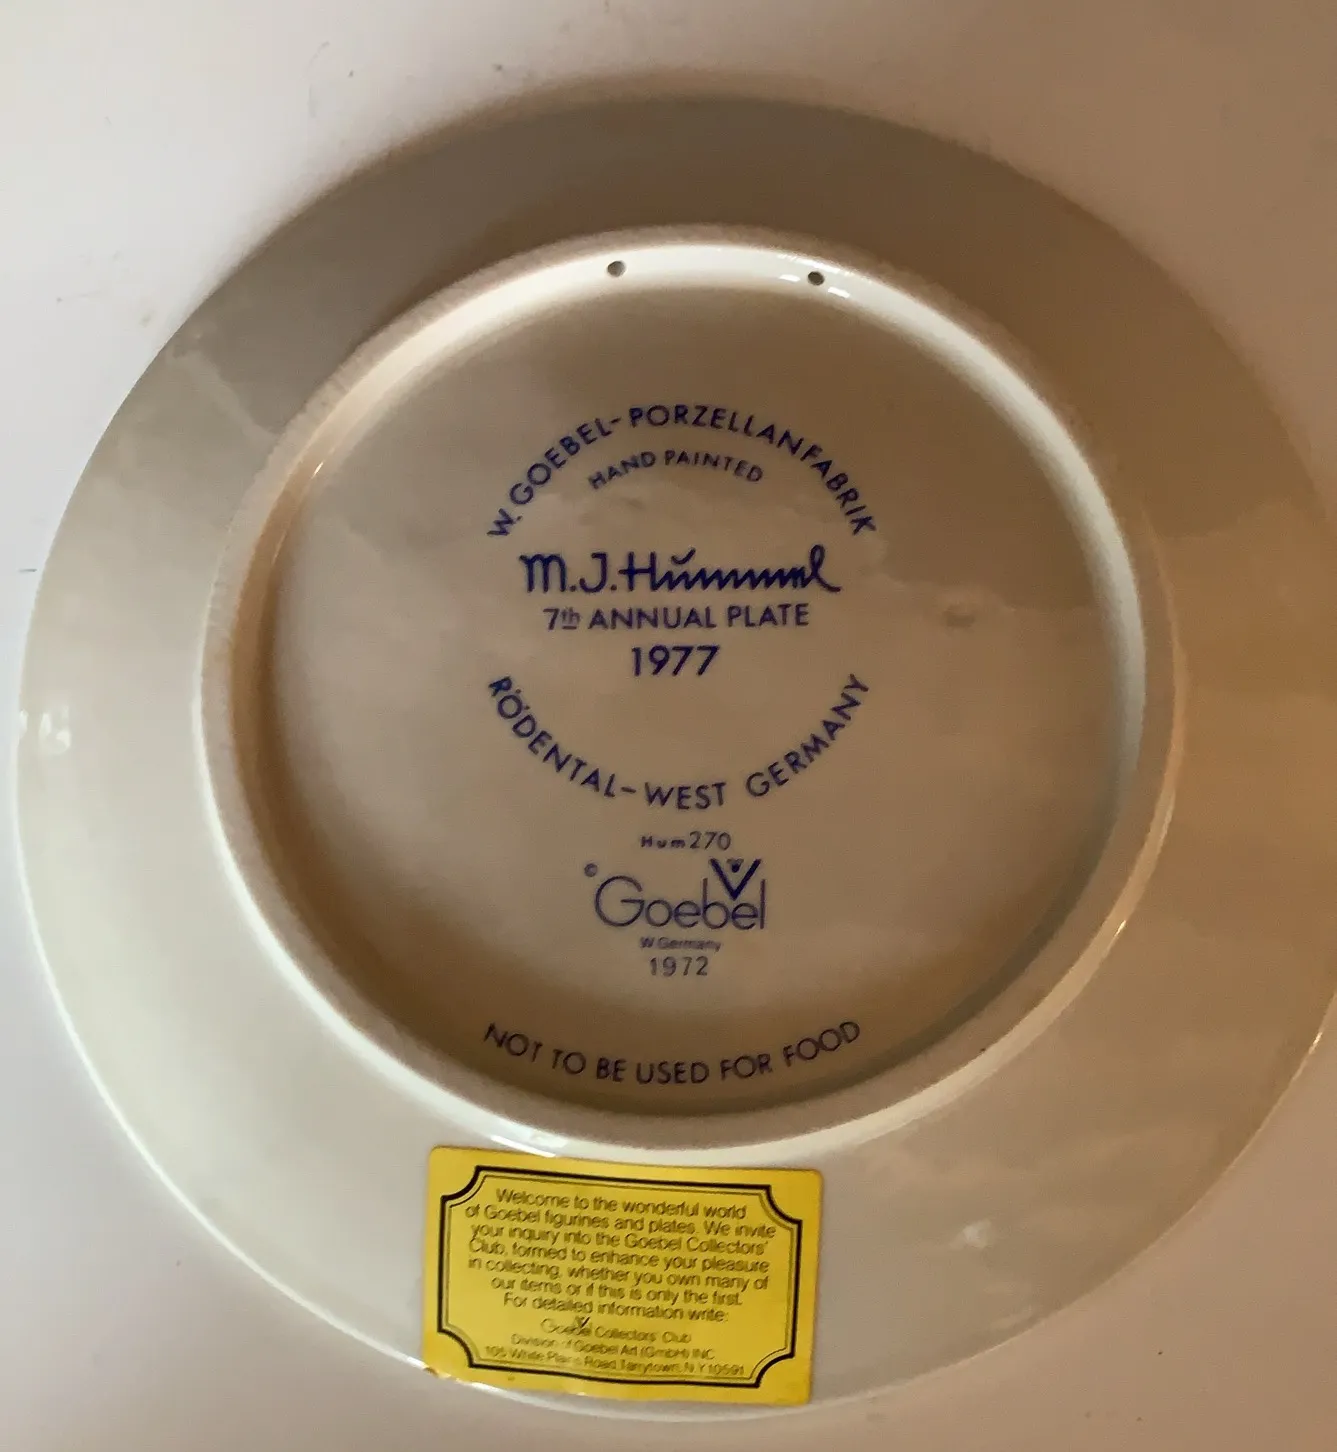 W. GOEBEL-PORZELLANFABRIK
HAND PAINTED
M.J.Hummel
7th ANNUAL PLATE
1977
RÖDENTAL-WEST GERMANY
Hum270
© Goebel
W.Germany
1972
NOT TO BE USED FOR FOOD
Welcome to the wonderful world
of Goebel figurines and plates. We invite
your inquiry into the Goebel Collectors'
Club, formed to enhance your pleasure
in collecting, whether you own many of
our items or if this is only the first.
For detailed information write:
Goebel Collectors' Club
Division of Goebel Art (GmbH) INC
105 White Plains Road, Tarrytown, N.Y 10591